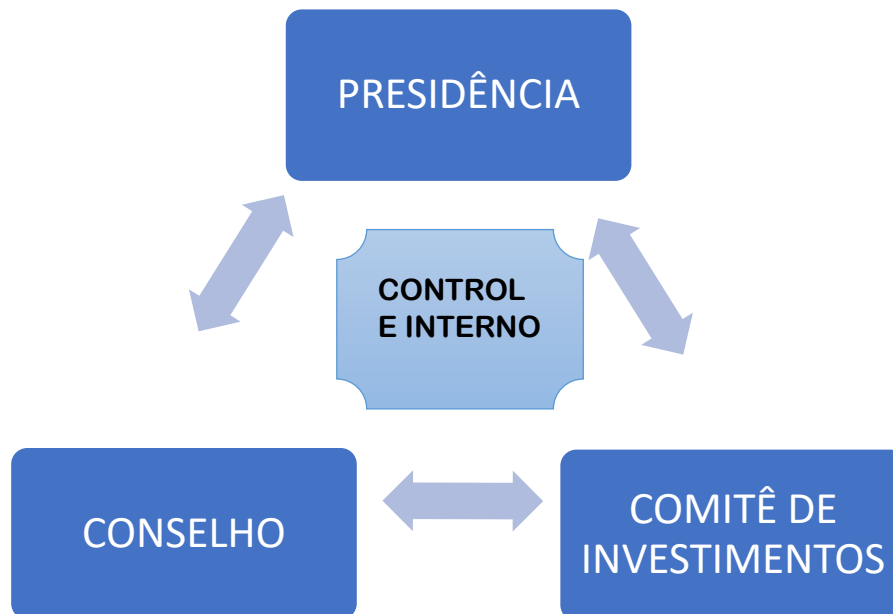 PRESIDÊNCIA
CONTROL
E INTERNO
CONSELHO
COMITÊ DE
INVESTIMENTOS